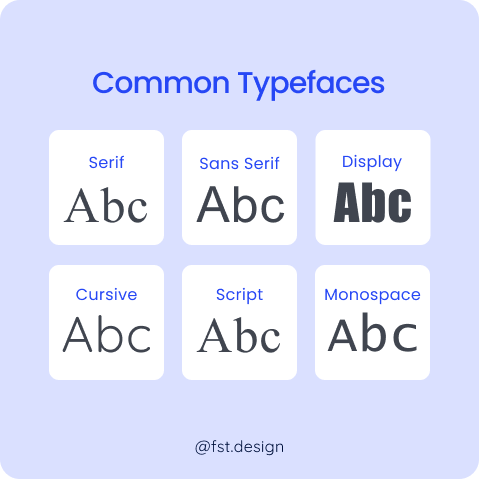 Common Typefaces
Serif
Abc
Sans Serif
Abc
Display
Abc
Cursive
Abc
Script
Abc
Monospace
Abc
@fst.design